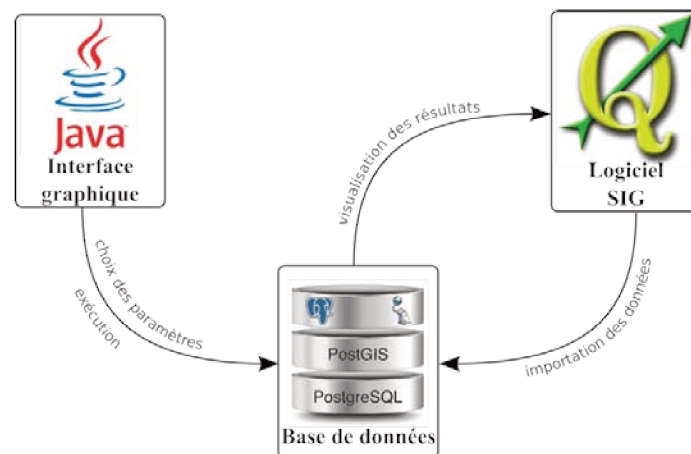 Java
Interface
graphique
Q
Logiciel
SIG
visualisation des résultats
choix des paramètres
exécution
importation des données
PostGIS
PostgreSQL
Base de données